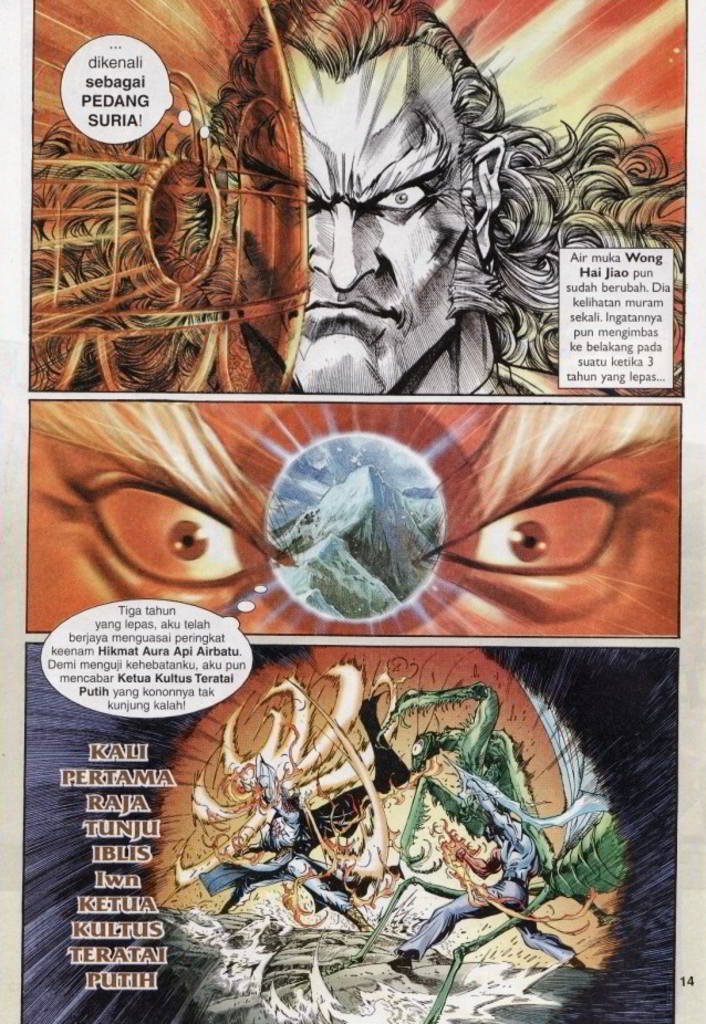 ...
dikenali
sebagai
PEDANG
SURIA!
Air muka Wong
Hai Jiao pun
sudah berubah. Dia
kelihatan muram
sekali. Ingatannya
pun mengimbas
ke belakang pada
suatu ketika 3
tahun yang lepas...
Tiga tahun
yang lepas, aku telah
berjaya menguasai peringkat
keenam Hikmat Aura Api Airbatu.
Demi menguji kehebatanku, aku pun
mencabar Ketua Kultus Teratai
Putih yang kononnya tak
kunjung kalah!
KALI
PERTAMA
RAJA
TUNJU
IBLIS
lwn
KETUA
KULTUS
TERATAI
PUTIH
14